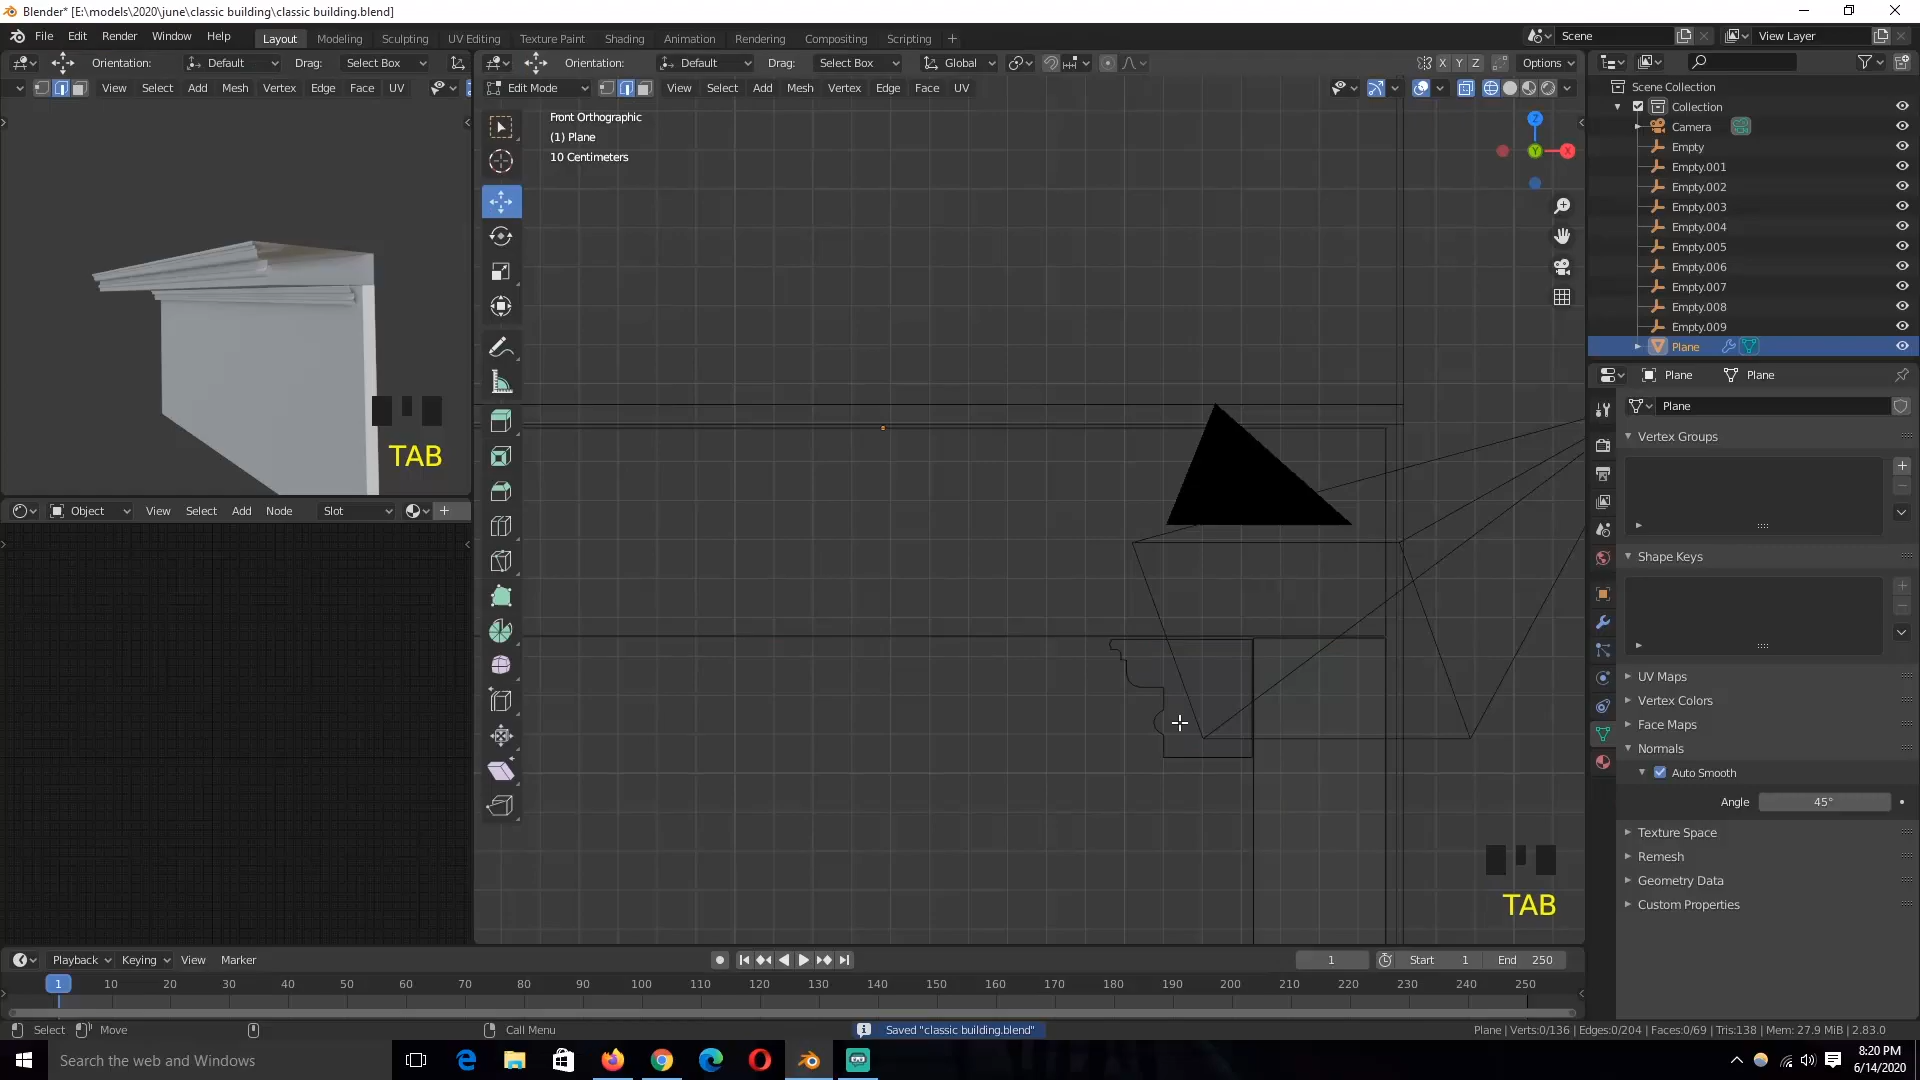 Blender* [E:\models\2020\june\classic building\classic building.blend]
File Edit Render Window Help Layout Modeling Sculpting UV Editing Texture Paint Shading Animation Rendering Compositing Scripting + Scene View Layer
Orientation: Default Drag: Select Box Orientation: Default Drag: Select Box Global X Y Z Options
View Select Add Mesh Vertex Edge Face UV Edit Mode View Select Add Mesh Vertex Edge Face UV
Front Orthographic
(1) Plane
10 Centimeters
Z
Y
X
TAB
Object View Select Add Node Slot
TAB
Scene Collection
Collection
Camera
Empty
Empty.001
Empty.002
Empty.003
Empty.004
Empty.005
Empty.006
Empty.007
Empty.008
Empty.009
Plane
Plane Plane
Plane
Vertex Groups
Shape Keys
UV Maps
Vertex Colors
Face Maps
Normals
Auto Smooth
Angle 45°
Texture Space
Remesh
Geometry Data
Custom Properties
Playback Keying View Marker 1 Start 1 End 250
1 10 20 30 40 50 60 70 80 90 100 110 120 130 140 150 160 170 180 190 200 210 220 230 240 250
Select Move Call Menu Saved "classic building.blend" Plane | Verts:0/136 | Edges:0/204 | Faces:0/69 | Tris:138 | Mem: 27.9 MiB | 2.83.0
Search the web and Windows
8:20 PM
6/14/2020